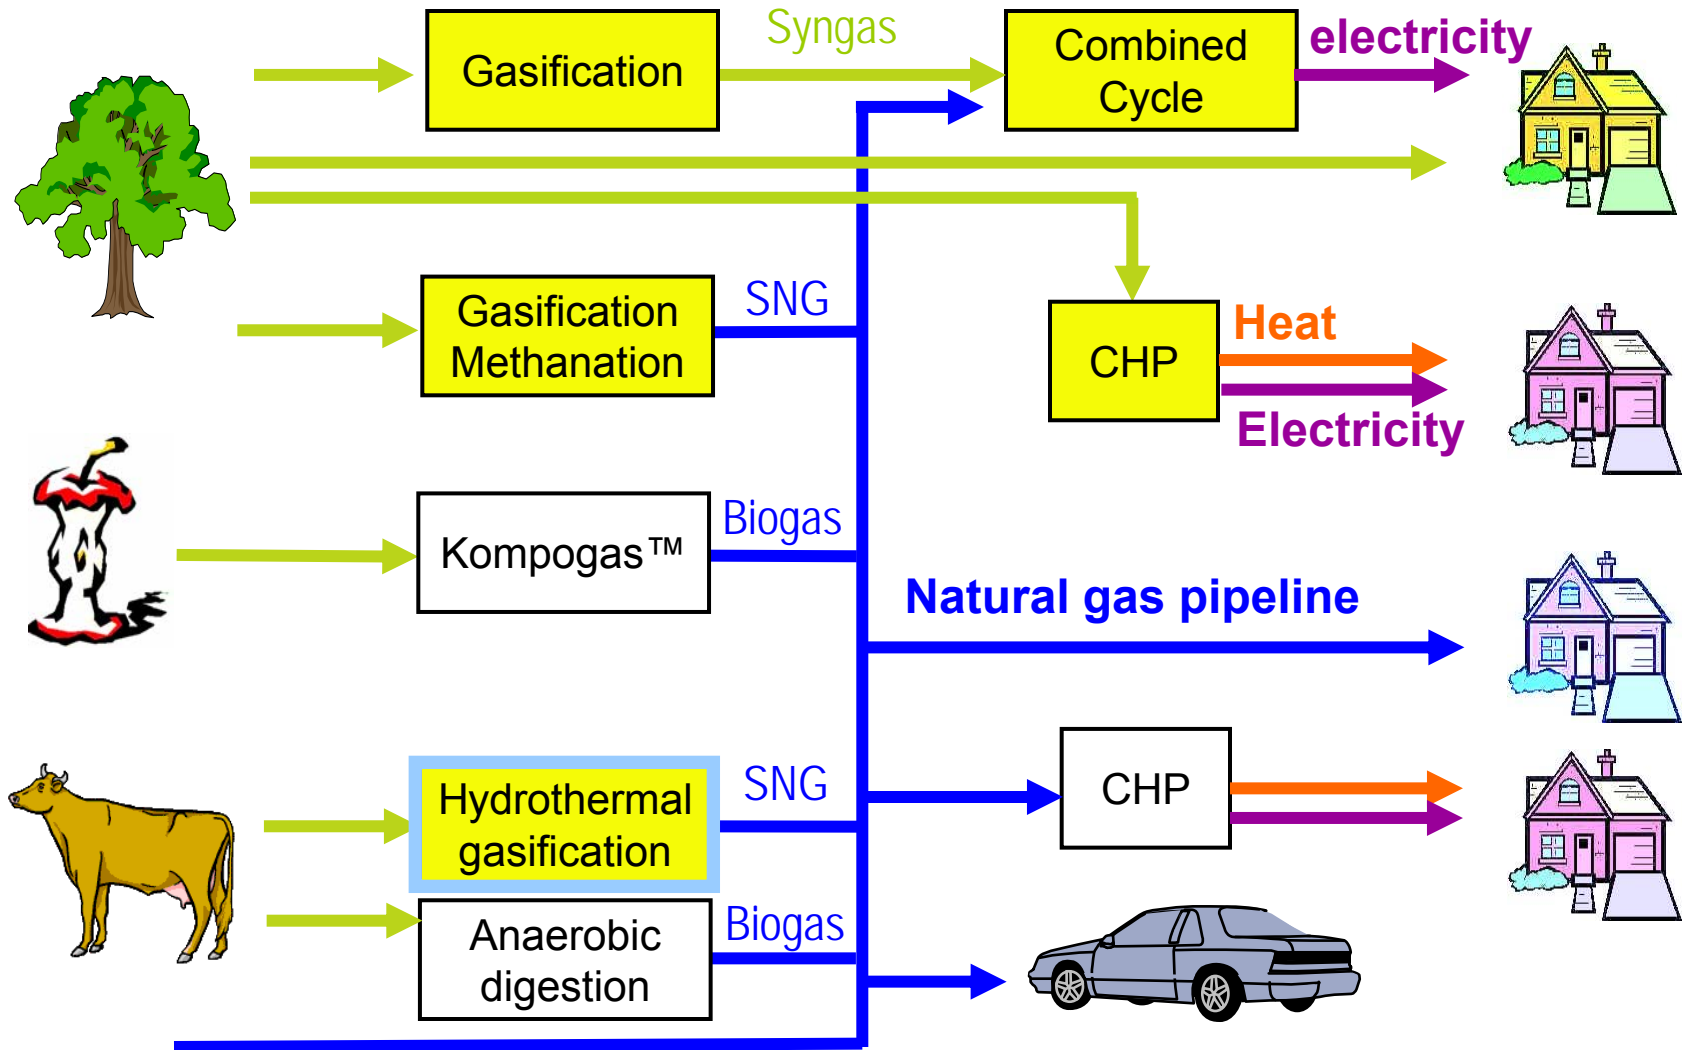 Gasification
Syngas
Combined
Cycle
electricity
Gasification
Methanation
SNG
CHP
Heat
Electricity
Kompogas™
Biogas
Natural gas pipeline
Hydrothermal
gasification
SNG
CHP
Anaerobic
digestion
Biogas